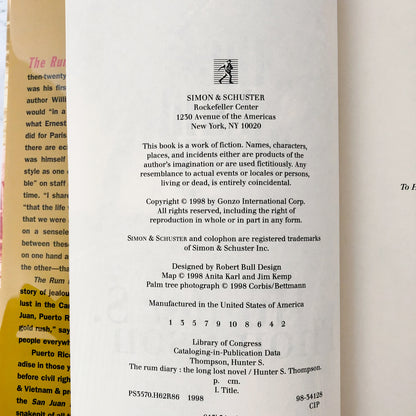 The Rum
then-twenty
was his first
author Willi
would "in a
what Ernest
did for Paris
there are ec
was himself
style as one
ble" on staff
time. "I share
"that the life
we
on a senseles
between these
on one hand a
the other—tha
The Rum
story of jealou
lust in the Ca
Juan, Puerto R
gold rush," say
people everywh
Puerto Ric
adise in those y
before civil righ
& Vietnam & pr
the San Juan
snakepit of all t
SIMON & SCHUSTER
Rockefeller Center
1230 Avenue of the Americas
New York, NY 10020
This book is a work of fiction. Names, characters,
places, and incidents either are products of the
author's imagination or are used fictitiously. Any
resemblance to actual events or locales or persons,
living or dead, is entirely coincidental.
Copyright © 1998 by Gonzo International Corp.
All rights reserved, including the right of
reproduction in whole or in part in any form.
SIMON & SCHUSTER and colophon are registered trademarks
of Simon & Schuster Inc.
Designed by Robert Bull Design
Map © 1998 Anita Karl and Jim Kemp
Palm tree photograph © 1998 Corbis/Bettmann
Manufactured in the United States of America
1 3 5 7 9 10 8 6 4 2
Library of Congress
Cataloging-in-Publication Data
Thompson, Hunter S.
The rum diary : the long lost novel / Hunter S. Thompson.
p. cm.
I. Title.
PS3570.H62R86 1998 98-34128
CIP
To H